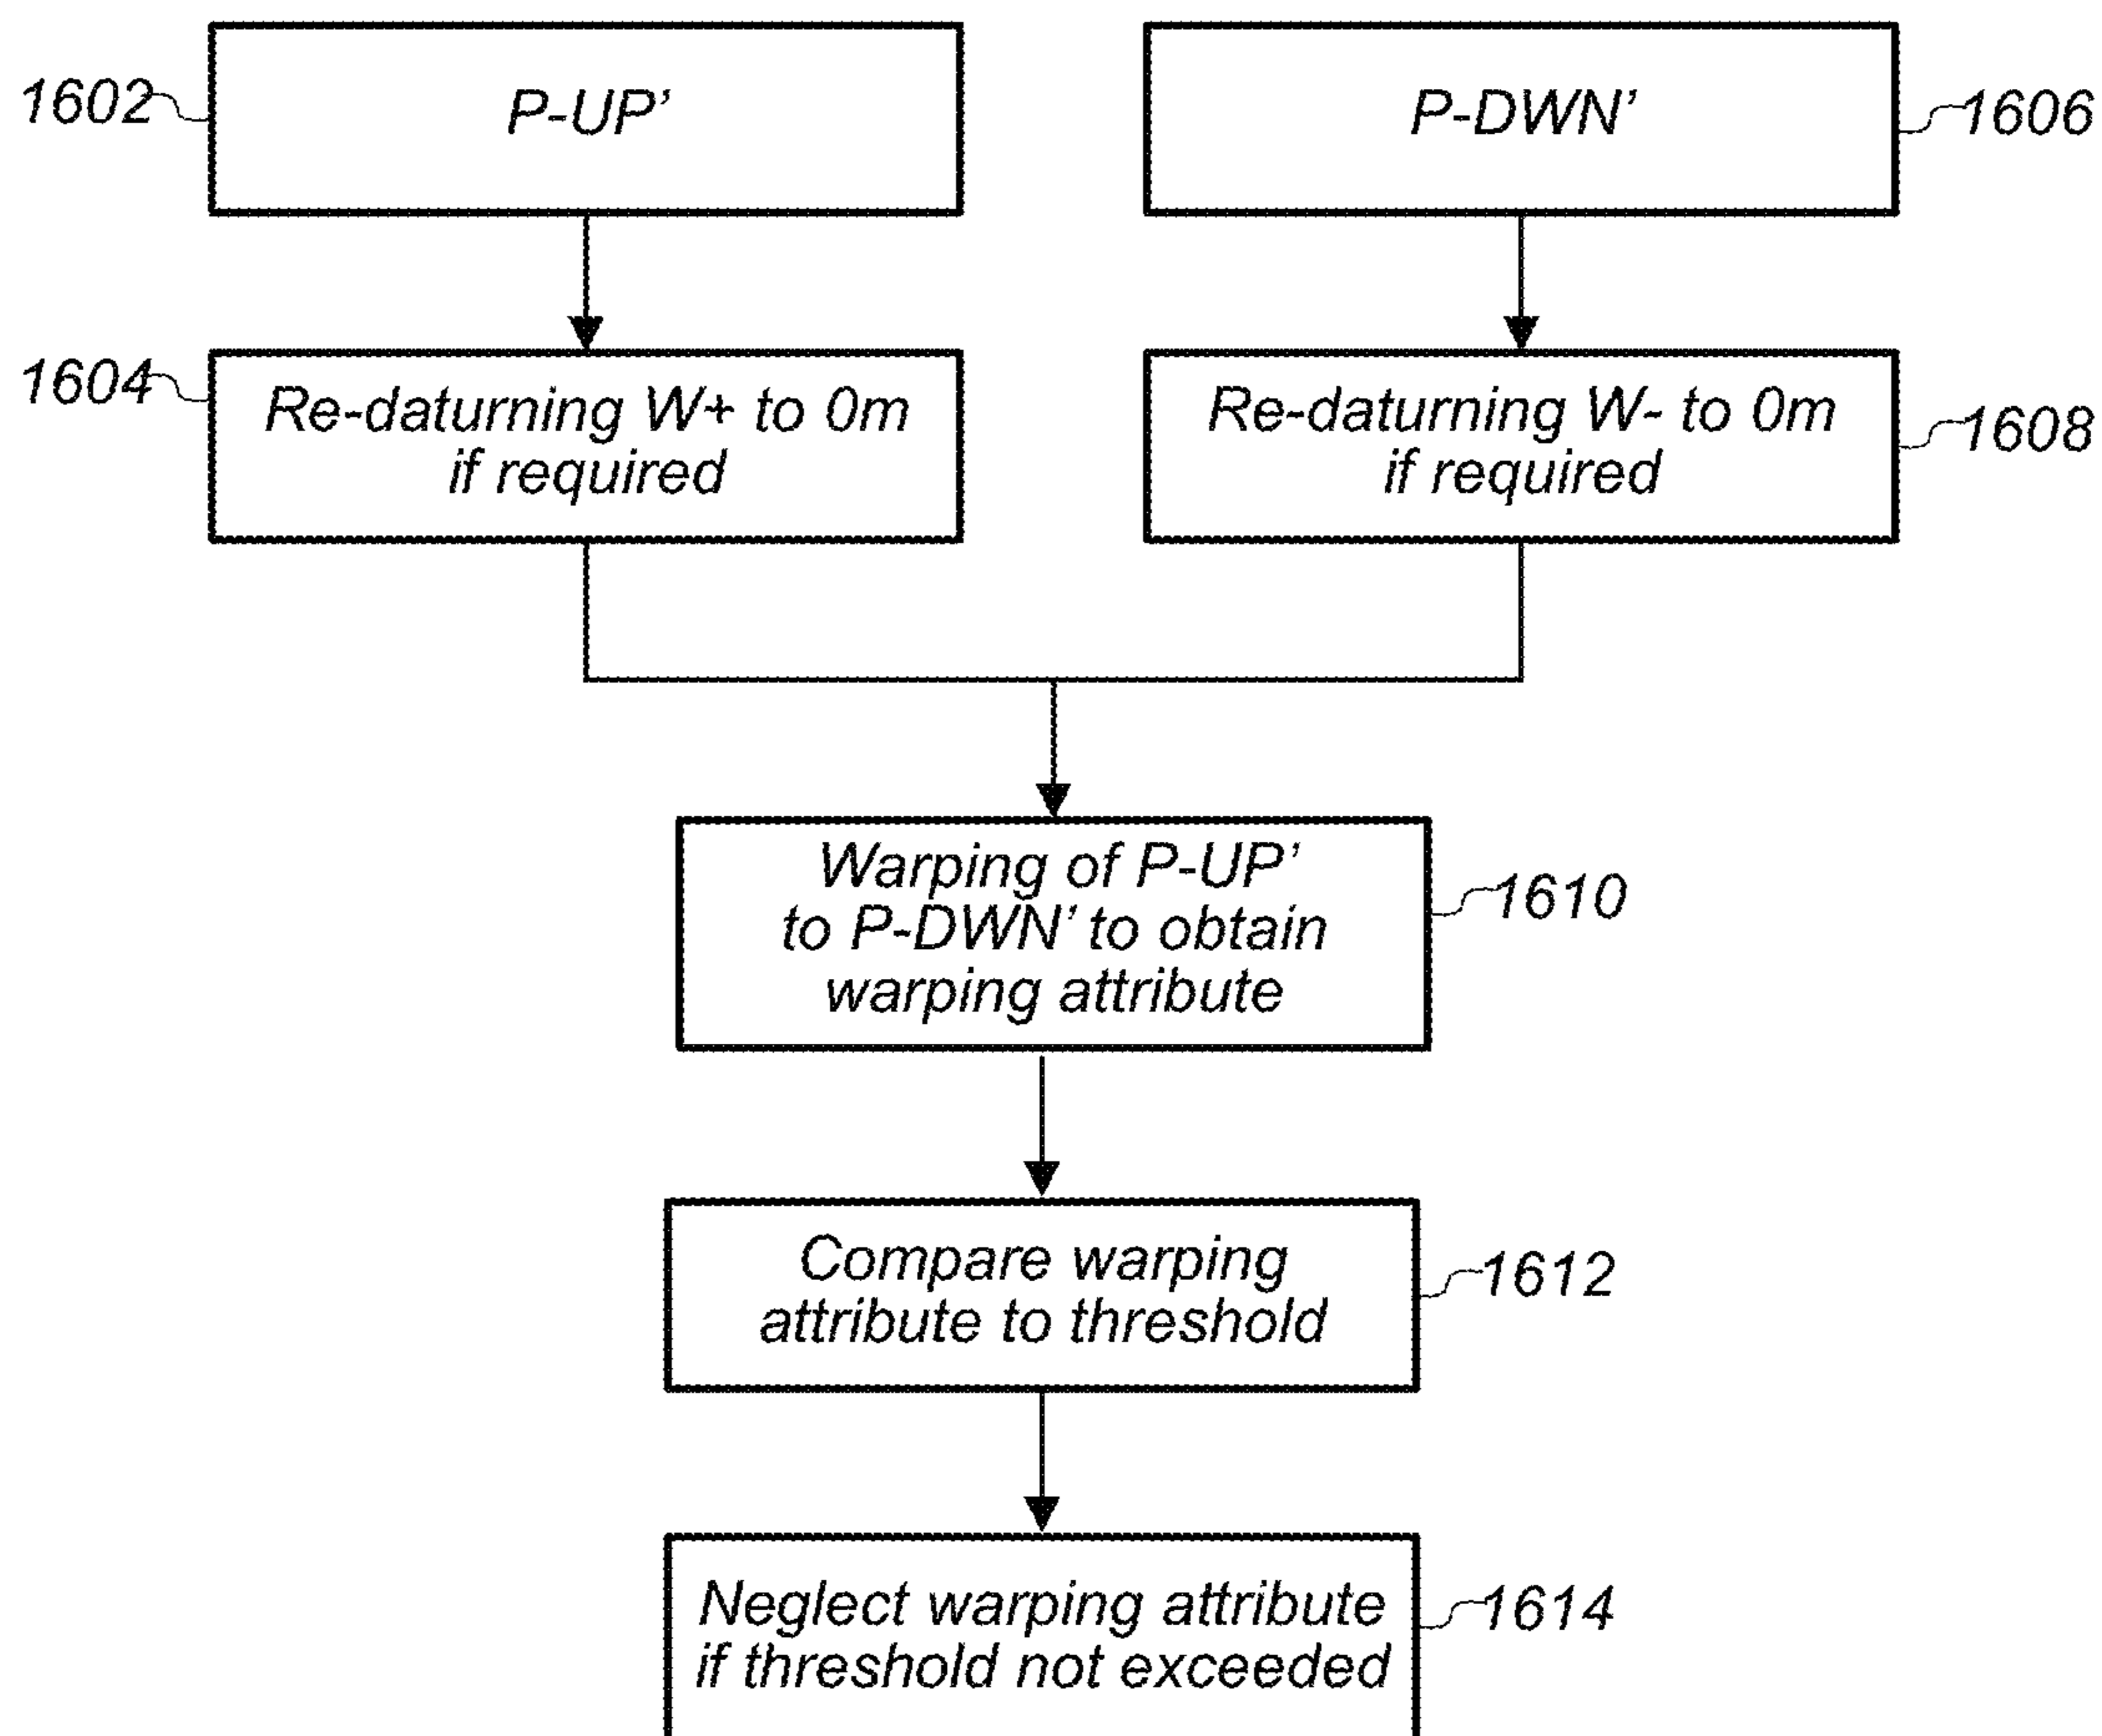 1602
P-UP’
P-DWN’
1606
1604
Re-daturning W+ to 0m
if required
Re-daturning W- to 0m
if required
1608
Warping of P-UP’
to P-DWN’ to obtain
warping attribute
1610
Compare warping
attribute to threshold
1612
Neglect warping attribute
if threshold not exceeded
1614